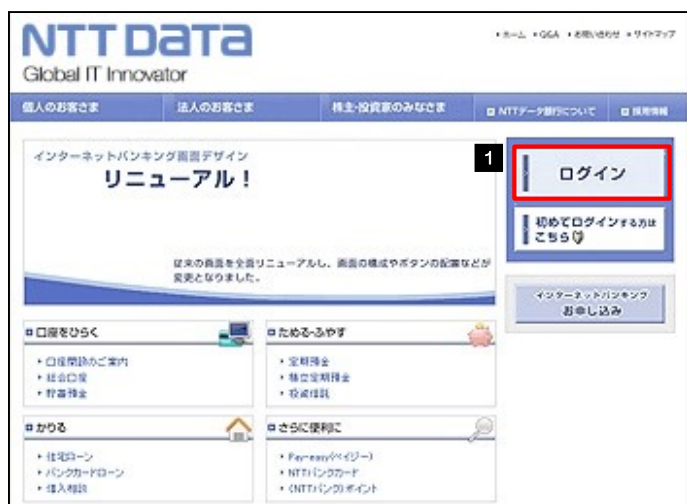 NTT DATA
Global IT Innovator
・ホーム ・Q&A ・お問い合わせ ・サイトマップ
個人のお客さま 法人のお客さま 株主・投資家のみなさま NTTデータ銀行について 採用情報
インターネットバンキング画面デザイン
リニューアル!
従来の画面を全面リニューアルし、画面の構成やボタンの配置などが
変更となりました。
1
ログイン
初めてログインする方は
こちら
インターネットバンキング
お申し込み
口座をひらく
・口座開設のご案内
・総合口座
・貯蓄預金
ためる・ふやす
・定期預金
・積立定期預金
・投資信託
かりる
・住宅ローン
・バンクカードローン
・借入相談
さらに便利に
・Pay-easy(ペイジー)
・NTTバンクカード
・〈NTTバンク〉ポイント